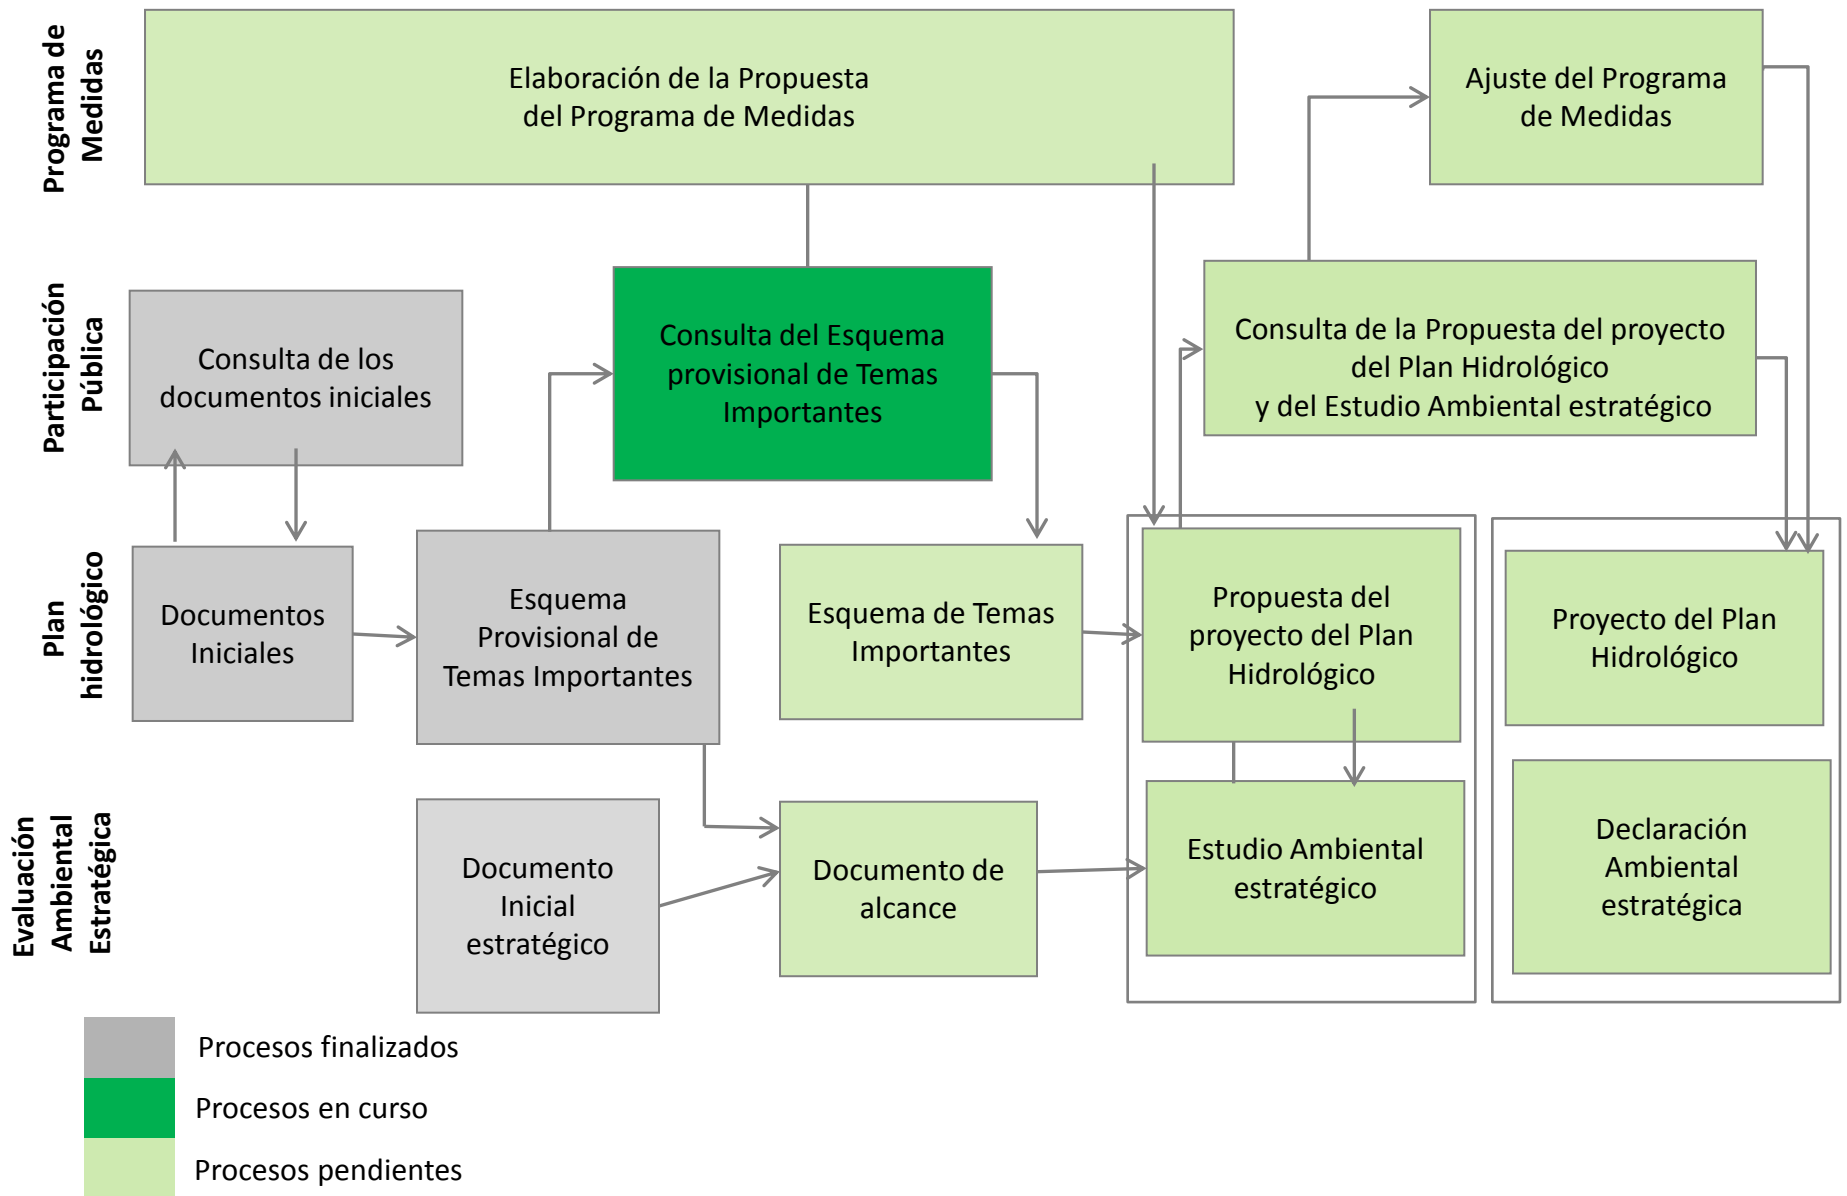 Programa de
Medidas
Elaboración de la Propuesta
del Programa de Medidas
Ajuste del Programa
de Medidas
Participación
Pública
Consulta de los
documentos iniciales
Consulta del Esquema
provisional de Temas
Importantes
Consulta de la Propuesta del proyecto
del Plan Hidrológico
y del Estudio Ambiental estratégico
Plan
hidrológico
Documentos
Iniciales
Esquema
Provisional de
Temas Importantes
Esquema de Temas
Importantes
Propuesta del
proyecto del Plan
Hidrológico
Proyecto del Plan
Hidrológico
Evaluación
Ambiental
Estratégica
Documento
Inicial
estratégico
Documento de
alcance
Estudio Ambiental
estratégico
Declaración
Ambiental
estratégica
Procesos finalizados
Procesos en curso
Procesos pendientes